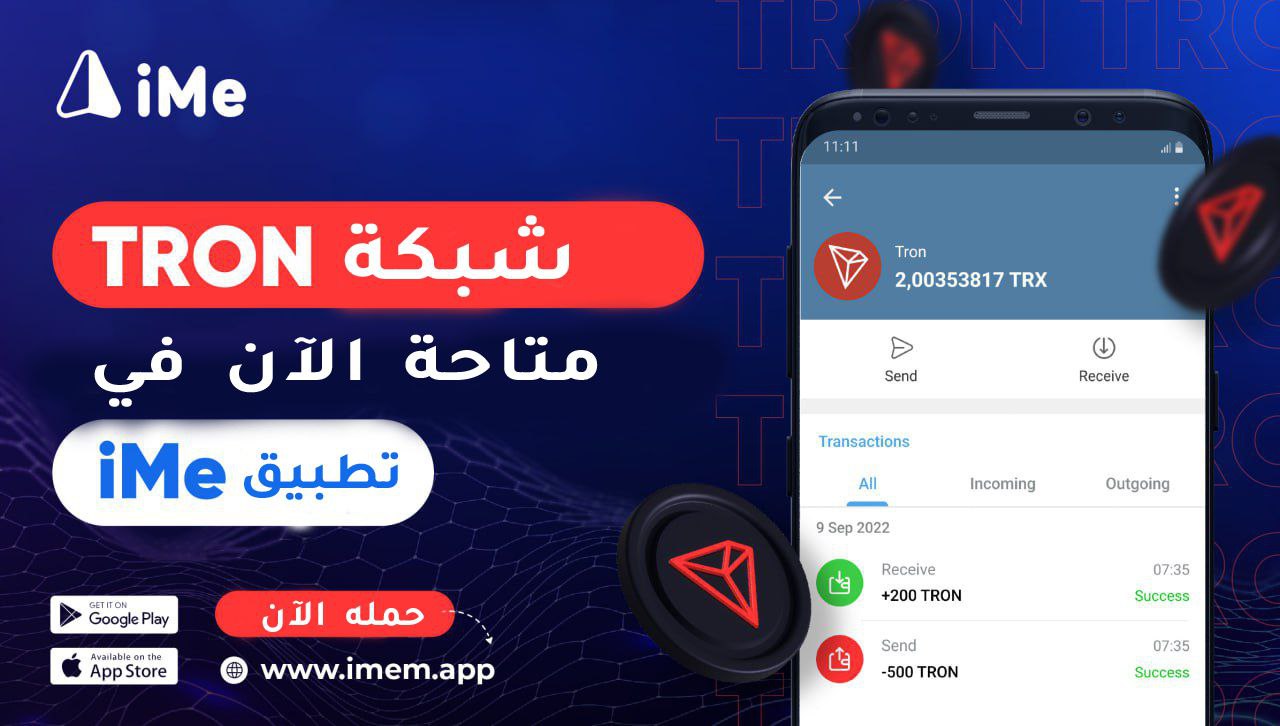 iMe
شبكة TRON
متاحة الآن في
تطبيق iMe
GET IT ON
Google Play
Available on the
App Store
حمله الآن
www.imem.app
TRON TRO
11:11
Tron
2,00353817 TRX
Send
Receive
Transactions
All
Incoming
Outgoing
9 Sep 2022
Receive
07:35
+200 TRON
Success
Send
07:35
-500 TRON
Success